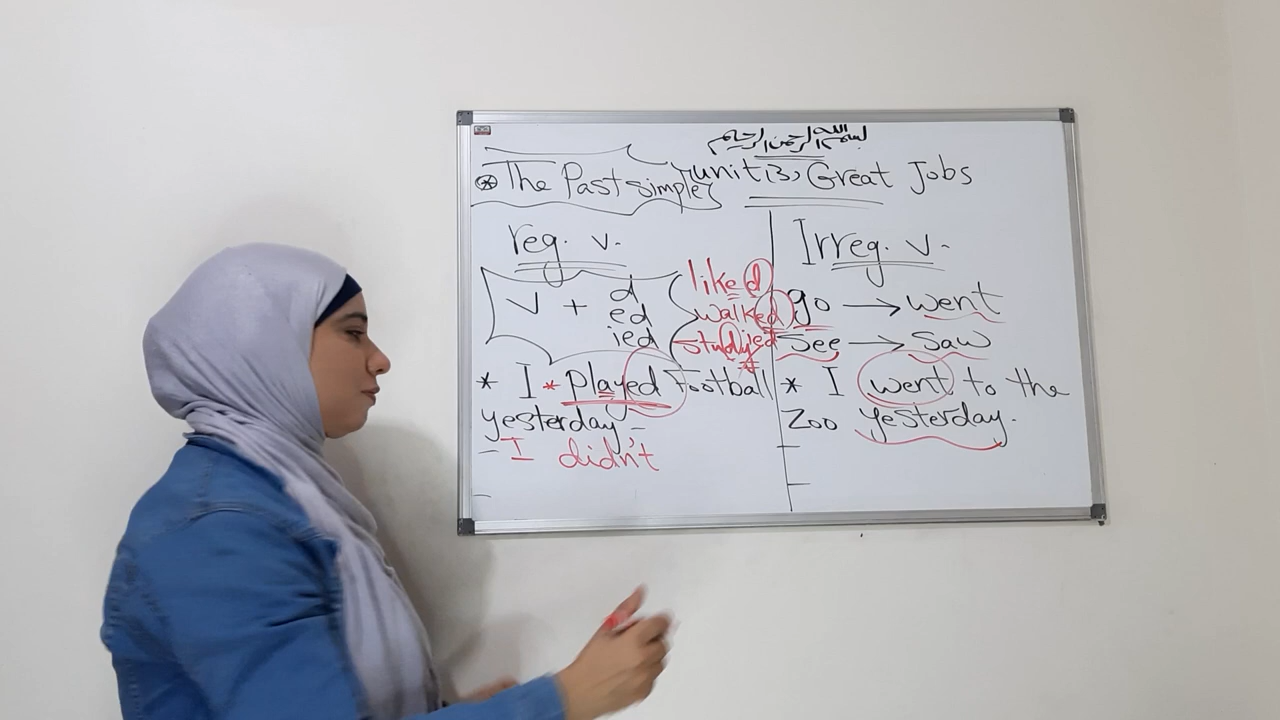 بسم الله الرحمن الرحيم
unit 13, Great Jobs
* The Past simple
reg. v.
V + d
ed
ied
liked
walked
studyied
* I * played Football
yesterday
- I didn't
Irreg. v.
go → went
see → saw
* I went to the
Zoo yesterday.